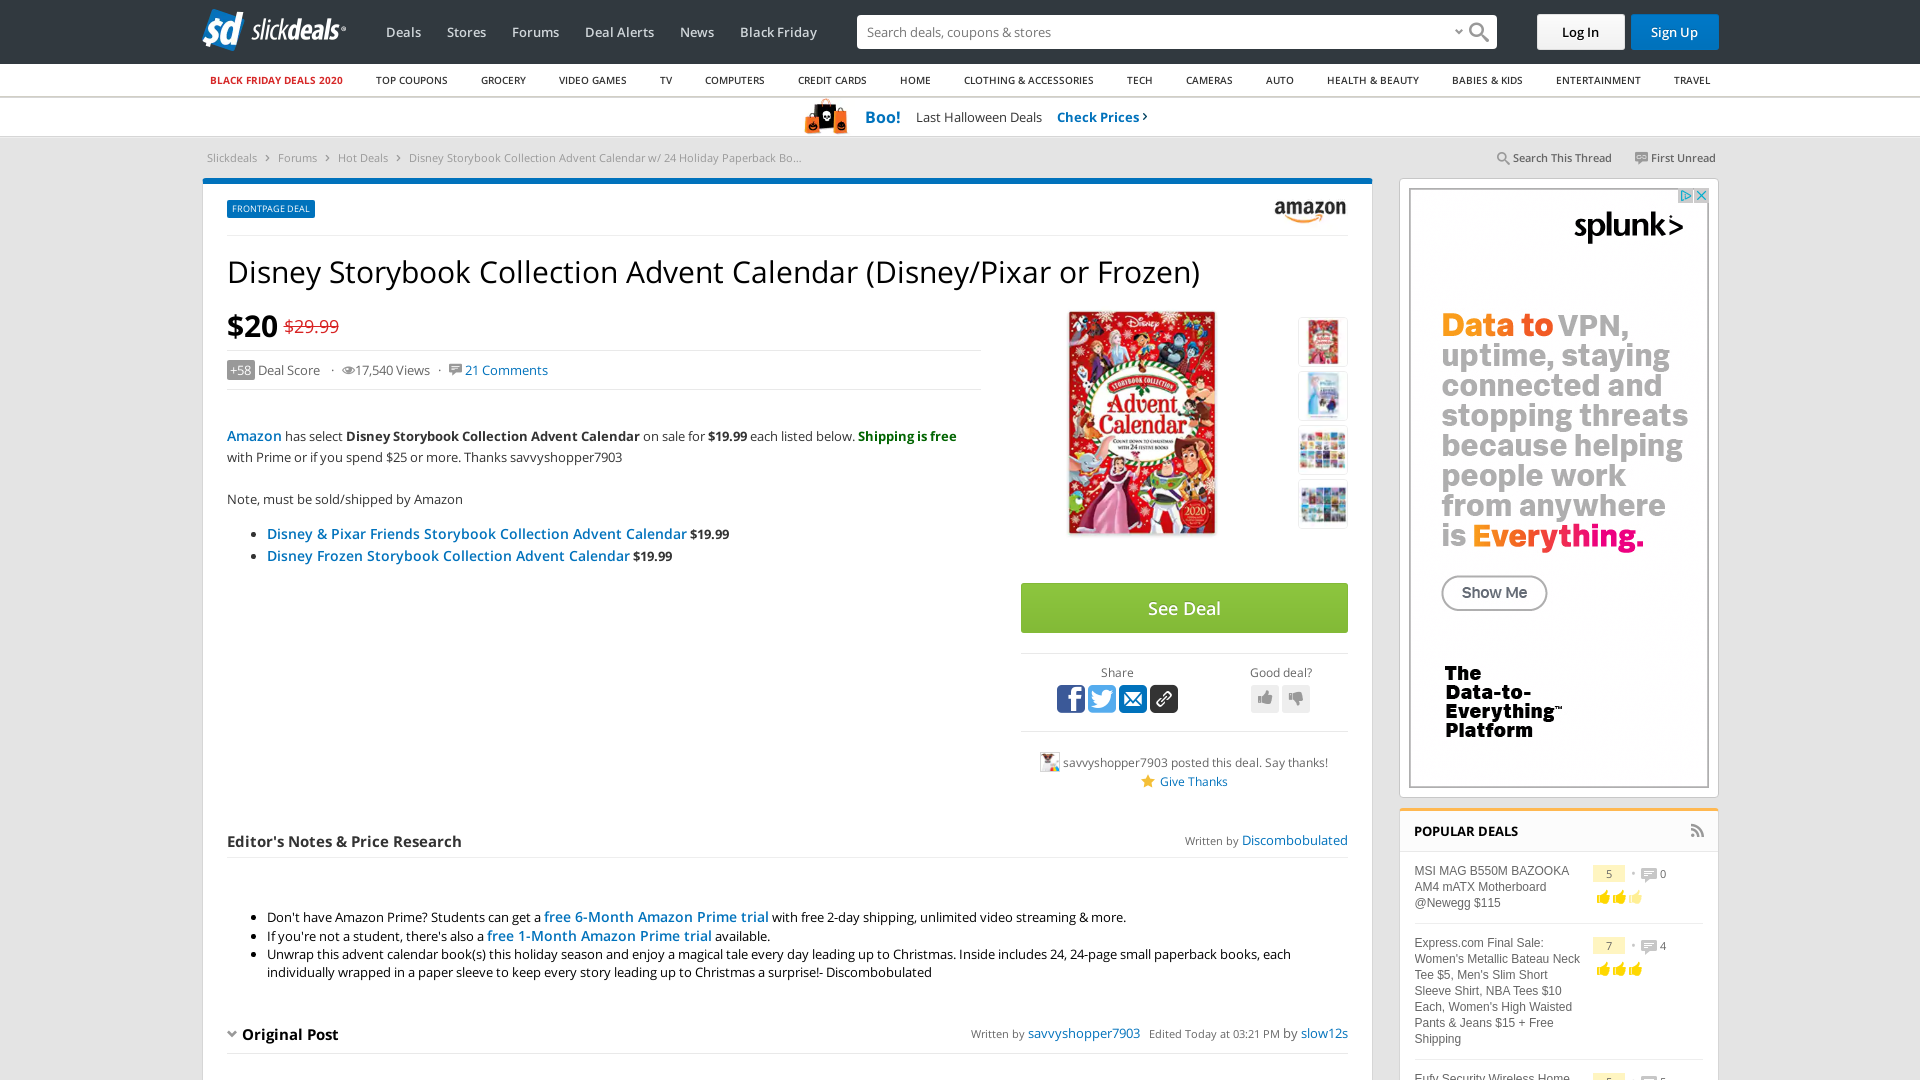 sd slickdeals
Deals Stores Forums Deal Alerts News Black Friday
Search deals, coupons & shopping
Log In Sign Up
BLACK FRIDAY DEALS 2020 TOP COUPONS GROCERY VIDEO GAMES TV COMPUTERS CREDIT CARDS HOME CLOTHING & ACCESSORIES TECH CAMERAS AUTO HEALTH & BEAUTY BABIES & KIDS ENTERTAINMENT TRAVEL
Boo! Last Halloween Deals Check Prices
Slickdeals Forums Hot Deals Disney Storybook Collection Advent Calendar w/ 24 Holiday Paperback Bo...
Search This Thread First Unread
FRONTPAGE DEAL
amazon
Disney Storybook Collection Advent Calendar (Disney/Pixar or Frozen)
$20 $29.99
+58 Deal Score · 17,540 Views · 21 Comments
Amazon has select Disney Storybook Collection Advent Calendar on sale for $19.99 each listed below. Shipping is free
with Prime or if you spend $25 or more. Thanks savvyshopper7903
Note, must be sold/shipped by Amazon
• Disney & Pixar Friends Storybook Collection Advent Calendar $19.99
• Disney Frozen Storybook Collection Advent Calendar $19.99
Disney
STORYBOOK COLLECTION
Advent
Calendar
COUNT DOWN TO CHRISTMAS
WITH 24 FESTIVE BOOKS
2020
See Deal
Share
Good deal?
savvyshopper7903 posted this deal. Say thanks!
Give Thanks
Editor's Notes & Price Research
Written by Discombobulated
• Don't have Amazon Prime? Students can get a free 6-Month Amazon Prime trial with free 2-day shipping, unlimited video streaming & more.
• If you're not a student, there's also a free 1-Month Amazon Prime trial available.
• Unwrap this advent calendar book(s) this holiday season and enjoy a magical tale every day leading up to Christmas. Inside includes 24, 24-page small paperback books, each
individually wrapped in a paper sleeve to keep every story leading up to Christmas a surprise!- Discombobulated
Original Post
Written by savvyshopper7903 Edited Today at 03:21 PM by slow12s
splunk>
Data to VPN,
uptime, staying
connected and
stopping threats
because helping
people work
from anywhere
is Everything.
Show Me
The
Data-to-
Everything™
Platform
POPULAR DEALS
MSI MAG B550M BAZOOKA
AM4 mATX Motherboard
@Newegg $115
5 • 0
Express.com Final Sale:
Women's Metallic Bateau Neck
Tee $5, Men's Slim Short
Sleeve Shirt, NBA Tees $10
Each, Women's High Waisted
Pants & Jeans $15 + Free
Shipping
7 • 4
Eufy Security Wireless Home